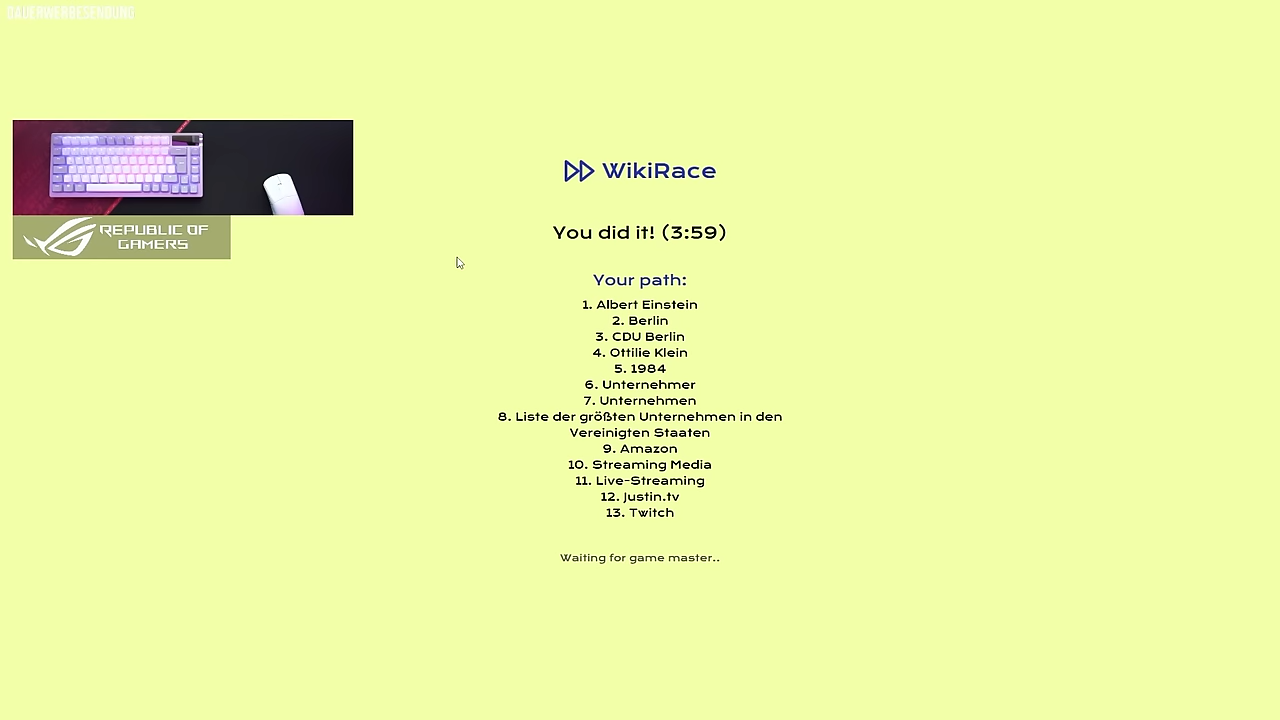 DAUERWERBESENDUNG
REPUBLIC OF
GAMERS
WikiRace
You did it! (3:59)
Your path:
1. Albert Einstein
2. Berlin
3. CDU Berlin
4. Ottilie Klein
5. 1984
6. Unternehmer
7. Unternehmen
8. Liste der größten Unternehmen in den
Vereinigten Staaten
9. Amazon
10. Streaming Media
11. Live-Streaming
12. Justin.tv
13. Twitch
Waiting for game master..